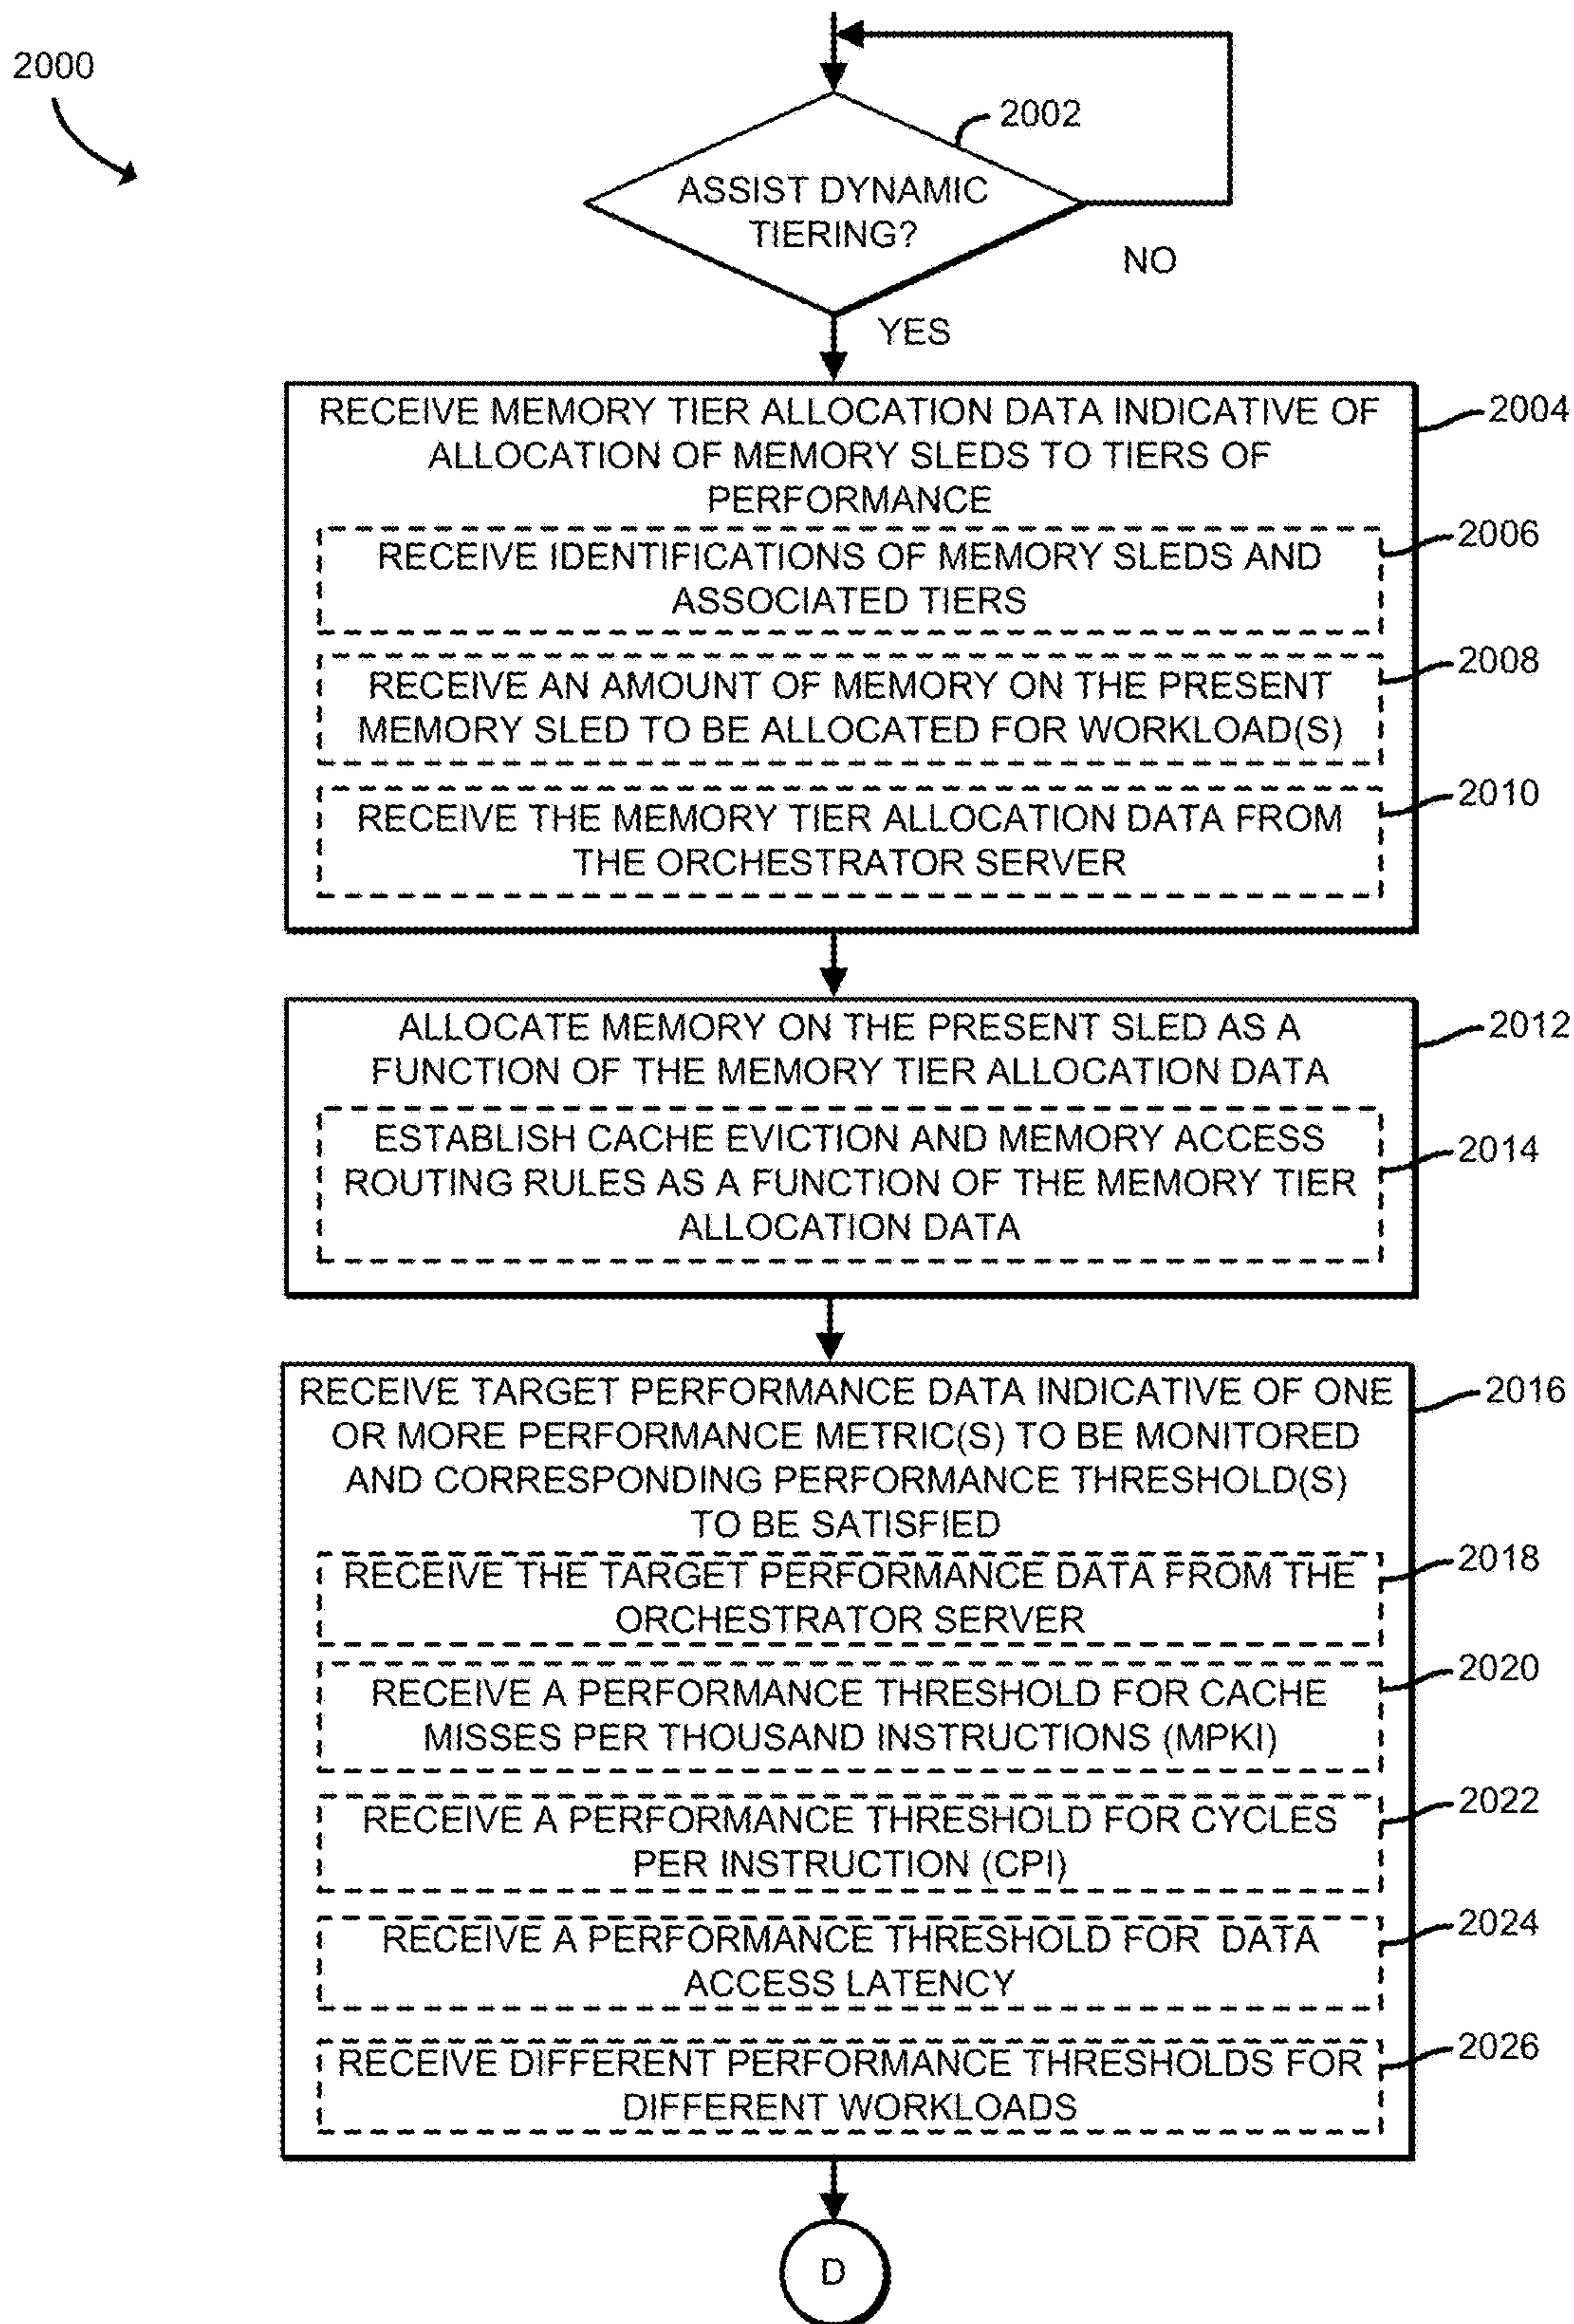 2000
2002
ASSIST DYNAMIC
TIERING?
NO
YES
RECEIVE MEMORY TIER ALLOCATION DATA INDICATIVE OF
ALLOCATION OF MEMORY SLEDS TO TIERS OF
PERFORMANCE
2004
RECEIVE IDENTIFICATIONS OF MEMORY SLEDS AND
ASSOCIATED TIERS
2006
RECEIVE AN AMOUNT OF MEMORY ON THE PRESENT
MEMORY SLED TO BE ALLOCATED FOR WORKLOAD(S)
2008
RECEIVE THE MEMORY TIER ALLOCATION DATA FROM
THE ORCHESTRATOR SERVER
2010
ALLOCATE MEMORY ON THE PRESENT SLED AS A
FUNCTION OF THE MEMORY TIER ALLOCATION DATA
2012
ESTABLISH CACHE EVICTION AND MEMORY ACCESS
ROUTING RULES AS A FUNCTION OF THE MEMORY TIER
ALLOCATION DATA
2014
RECEIVE TARGET PERFORMANCE DATA INDICATIVE OF ONE
OR MORE PERFORMANCE METRIC(S) TO BE MONITORED
AND CORRESPONDING PERFORMANCE THRESHOLD(S)
TO BE SATISFIED
2016
RECEIVE THE TARGET PERFORMANCE DATA FROM THE
ORCHESTRATOR SERVER
2018
RECEIVE A PERFORMANCE THRESHOLD FOR CACHE
MISSES PER THOUSAND INSTRUCTIONS (MPKI)
2020
RECEIVE A PERFORMANCE THRESHOLD FOR CYCLES
PER INSTRUCTION (CPI)
2022
RECEIVE A PERFORMANCE THRESHOLD FOR DATA
ACCESS LATENCY
2024
RECEIVE DIFFERENT PERFORMANCE THRESHOLDS FOR
DIFFERENT WORKLOADS
2026
D